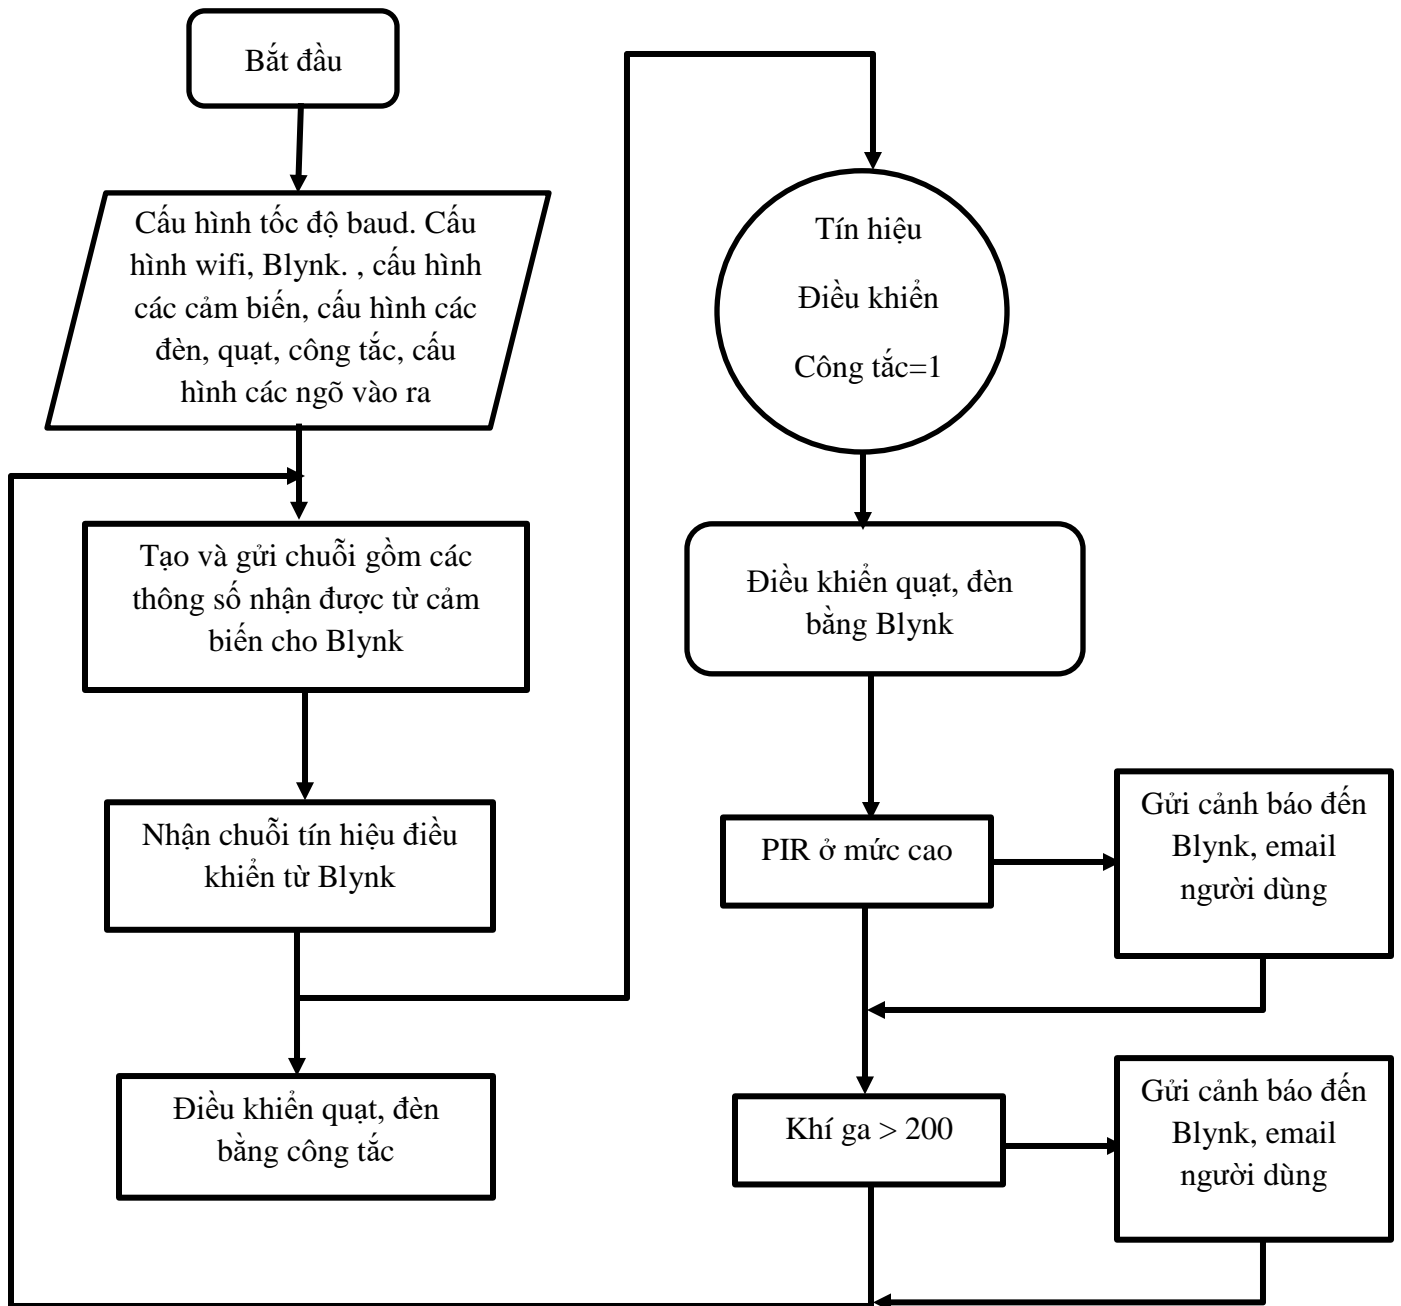 Bắt đầu
Cấu hình tốc độ baud. Cấu
hình wifi, Blynk. , cấu hình
các cảm biến, cấu hình các
đèn, quạt, công tắc, cấu
hình các ngõ vào ra
Tạo và gửi chuỗi gồm các
thông số nhận được từ cảm
biến cho Blynk
Nhận chuỗi tín hiệu điều
khiển từ Blynk
Điều khiển quạt, đèn
bằng công tắc
Tín hiệu
Điều khiển
Công tắc=1
Điều khiển quạt, đèn
bằng Blynk
PIR ở mức cao
Gửi cảnh báo đến
Blynk, email
người dùng
Khí ga > 200
Gửi cảnh báo đến
Blynk, email
người dùng